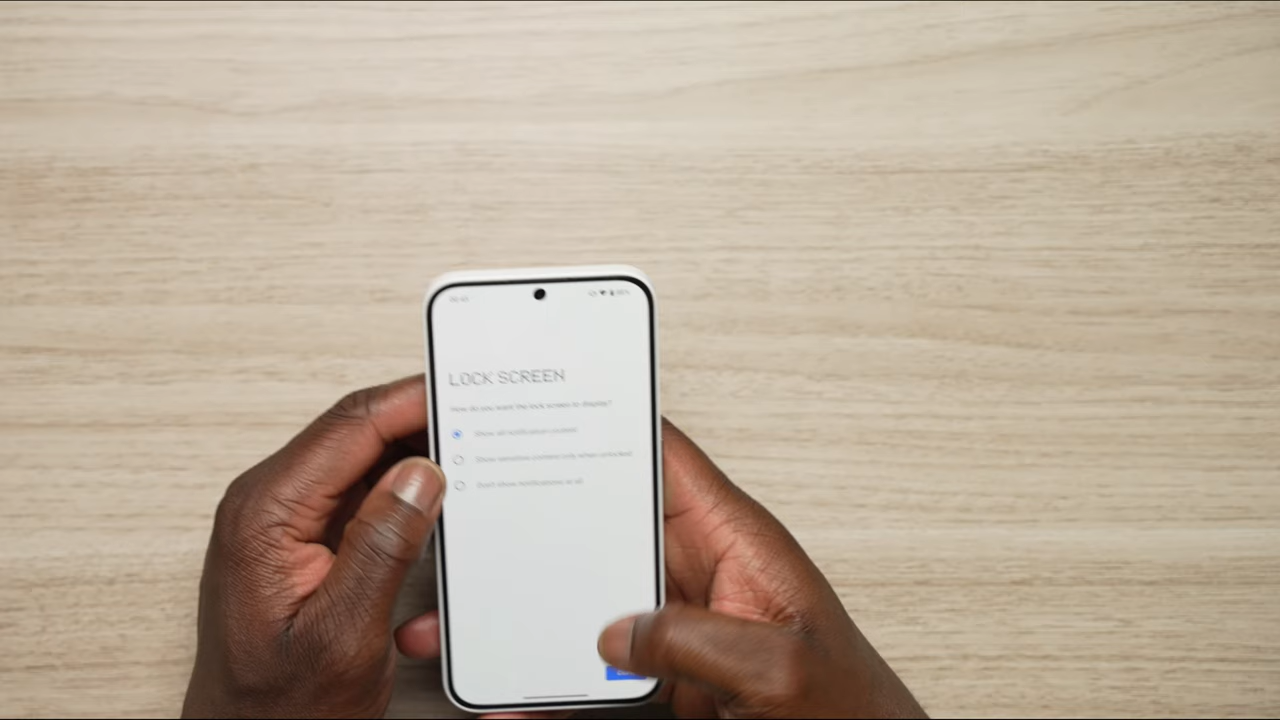 LOCK SCREEN
How do you want the lock screen to display?
Show all notification content
Show sensitive content only when unlocked
Don't show notifications at all